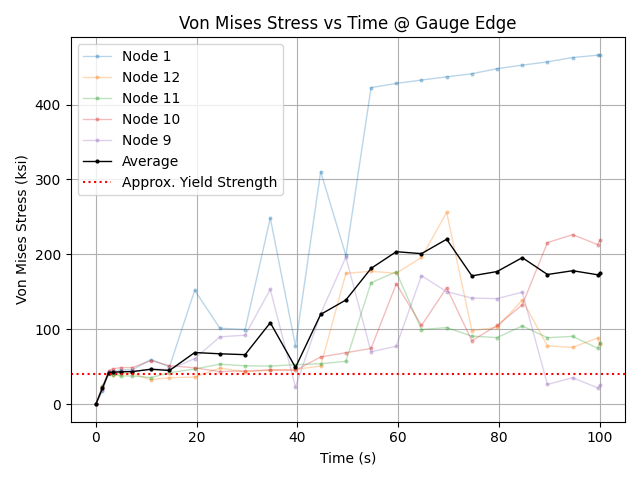 Von Mises Stress vs Time @ Gauge Edge
Node 1
Node 12
Node 11
Node 10
Node 9
Average
Approx. Yield Strength
Von Mises Stress (ksi)
400
300
200
100
0
0
20
40
60
80
100
Time (s)